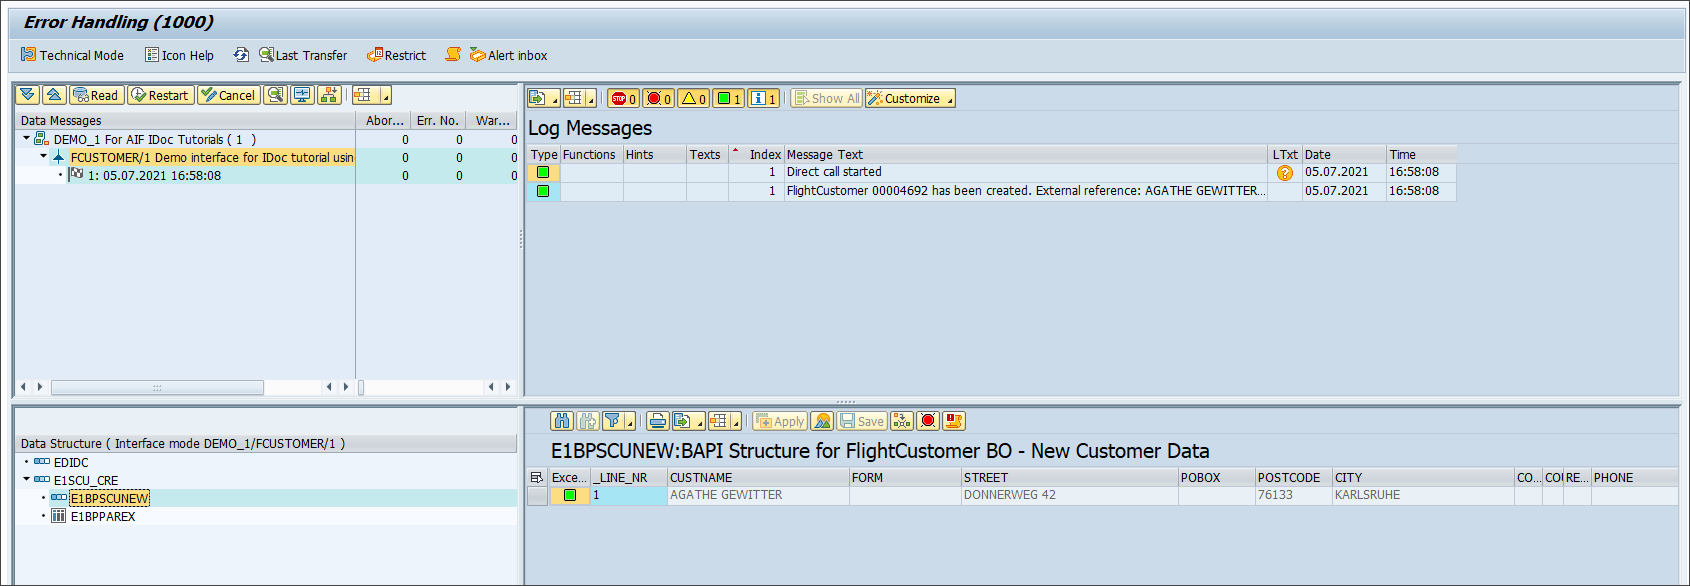 Error Handling (1000)
Technical Mode Icon Help Last Transfer Restrict Alert inbox
Read Restart Cancel
Data Messages Abor... Err. No. War...
DEMO_1 For AIF IDoc Tutorials ( 1 ) 0 0 0
FCUSTOMER/1 Demo interface for IDoc tutorial usin 0 0 0
1: 05.07.2021 16:58:08 0 0 0
STOP 0 0 0 1 1 Show All Customize
Log Messages
Type Functions Hints Texts Index Message Text LTxt Date Time
1 Direct call started 05.07.2021 16:58:08
1 FlightCustomer 00004692 has been created. External reference: AGATHE GEWITTER... 05.07.2021 16:58:08
Data Structure ( Interface mode DEMO_1/FCUSTOMER/1 )
EDIDC
E1SCU_CRE
E1BPSCUNEW
E1BPPAREX
Apply Save
E1BPSCUNEW:BAPI Structure for FlightCustomer BO - New Customer Data
Exce... _LINE_NR CUSTNAME FORM STREET POBOX POSTCODE CITY CO... COU RE... PHONE
1 AGATHE GEWITTER DONNERWEG 42 76133 KARLSRUHE